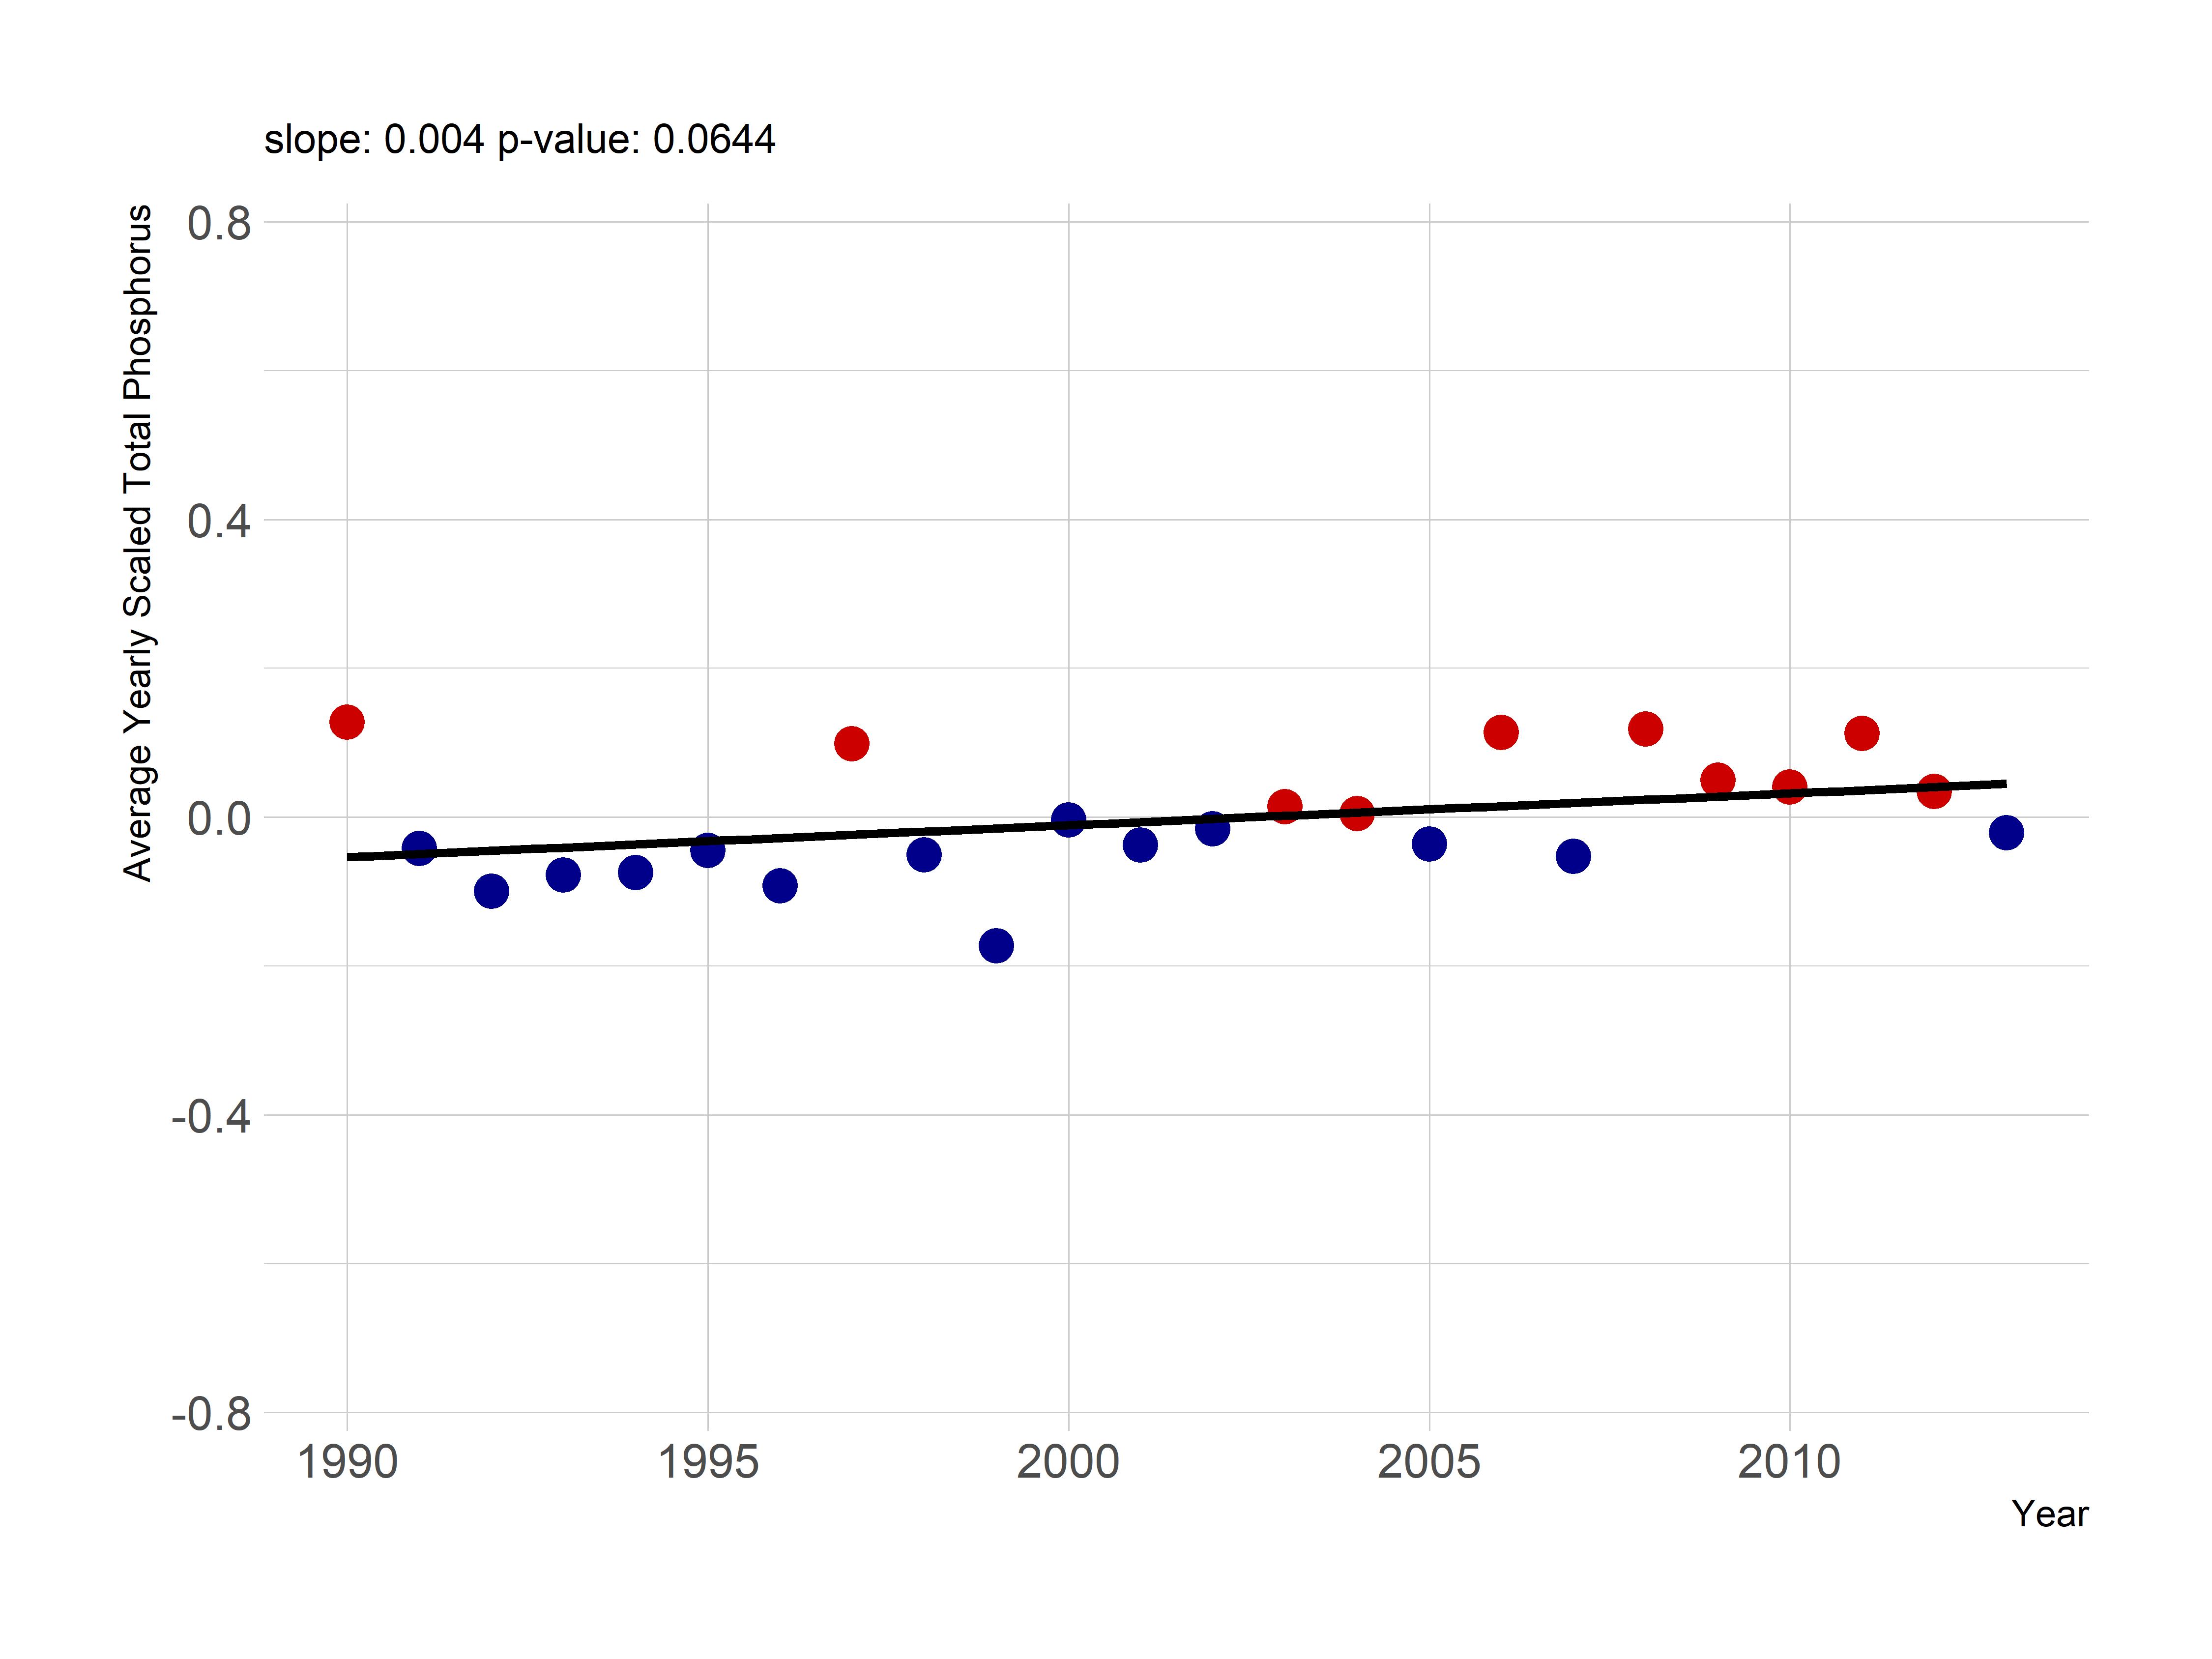 slope: 0.004 p-value: 0.0644
Average Yearly Scaled Total Phosphorus
0.8
0.4
0.0
-0.4
-0.8
1990 1995 2000 2005 2010
Year